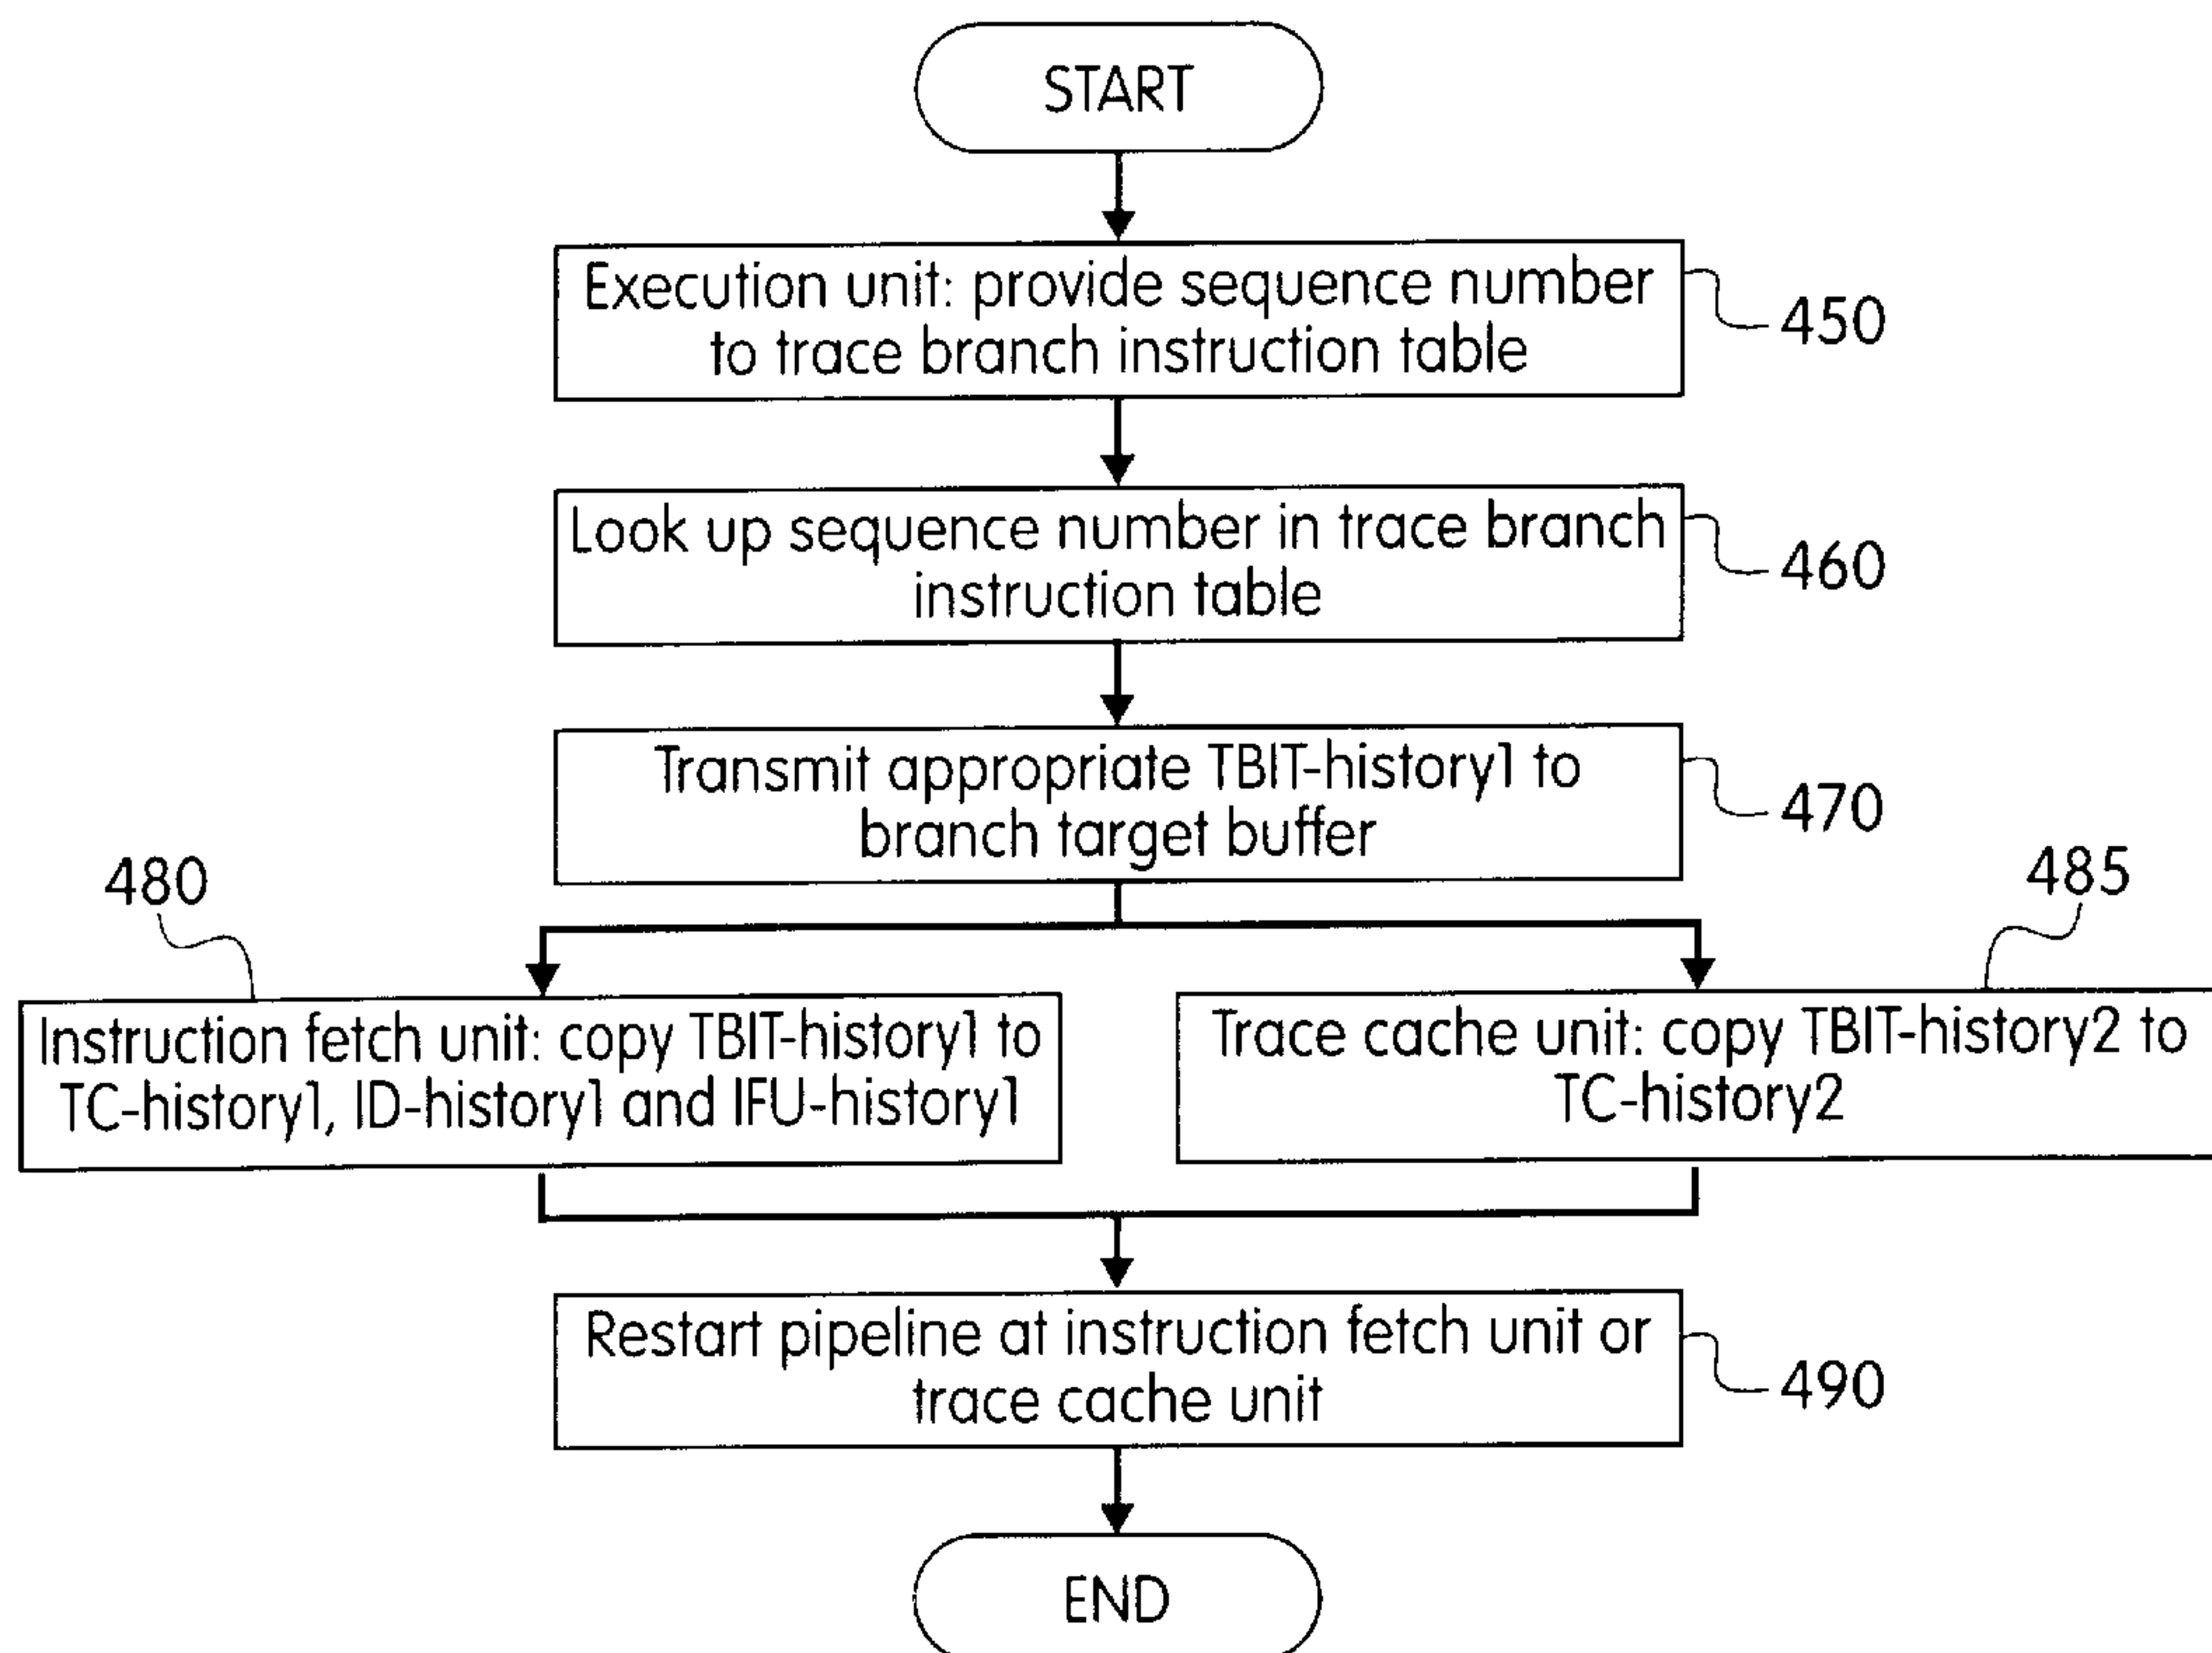 START
Execution unit: provide sequence number
to trace branch instruction table
450
Look up sequence number in trace branch
instruction table
460
Transmit appropriate TBIT-history1 to
branch target buffer
470
480
485
Instruction fetch unit: copy TBIT-history1 to
TC-history1, ID-history1 and IFU-history1
Trace cache unit: copy TBIT-history2 to
TC-history2
Restart pipeline at instruction fetch unit or
trace cache unit
490
END